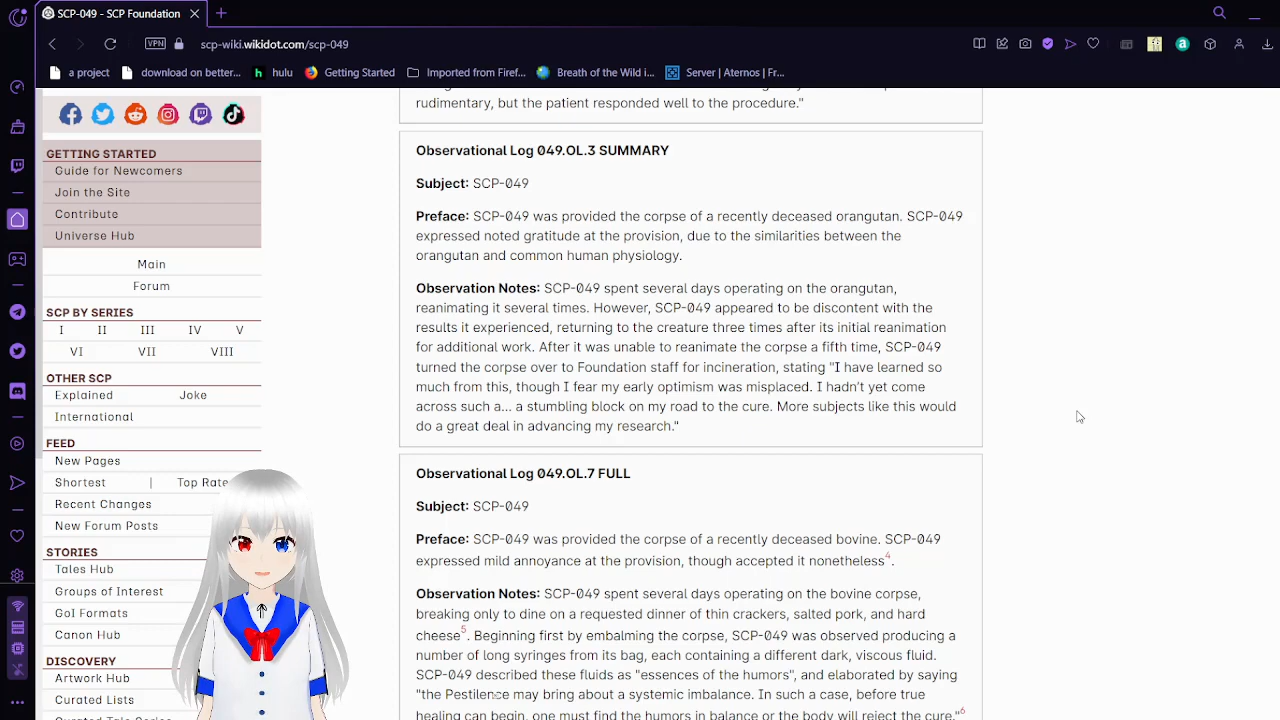 SCP-049 - SCP Foundation
VPN
scp-wiki.wikidot.com/scp-049
a project
download on better...
hulu
Getting Started
Imported from Firef...
Breath of the Wild i...
Server | Aternos | Fr...
GETTING STARTED
Guide for Newcomers
Join the Site
Contribute
Universe Hub
Main
Forum
SCP BY SERIES
I II III IV V
VI VII VIII
OTHER SCP
Explained Joke
International
FEED
New Pages
Shortest | Top Rate
Recent Changes
New Forum Posts
STORIES
Tales Hub
Groups of Interest
GoI Formats
Canon Hub
DISCOVERY
Artwork Hub
Curated Lists
rudimentary, but the patient responded well to the procedure."
Observational Log 049.OL.3 SUMMARY
Subject: SCP-049
Preface: SCP-049 was provided the corpse of a recently deceased orangutan. SCP-049
expressed noted gratitude at the provision, due to the similarities between the
orangutan and common human physiology.
Observation Notes: SCP-049 spent several days operating on the orangutan,
reanimating it several times. However, SCP-049 appeared to be discontent with the
results it experienced, returning to the creature three times after its initial reanimation
for additional work. After it was unable to reanimate the corpse a fifth time, SCP-049
turned the corpse over to Foundation staff for incineration, stating "I have learned so
much from this, though I fear my early optimism was misplaced. I hadn't yet come
across such a... a stumbling block on my road to the cure. More subjects like this would
do a great deal in advancing my research."
Observational Log 049.OL.7 FULL
Subject: SCP-049
Preface: SCP-049 was provided the corpse of a recently deceased bovine. SCP-049
expressed mild annoyance at the provision, though accepted it nonetheless4.
Observation Notes: SCP-049 spent several days operating on the bovine corpse,
breaking only to dine on a requested dinner of thin crackers, salted pork, and hard
cheese5. Beginning first by embalming the corpse, SCP-049 was observed producing a
number of long syringes from its bag, each containing a different dark, viscous fluid.
SCP-049 described these fluids as "essences of the humors", and elaborated by saying
"the Pestilence may bring about a systemic imbalance. In such a case, before true
healing can begin, one must find the humors in balance or the body will reject the cure."6